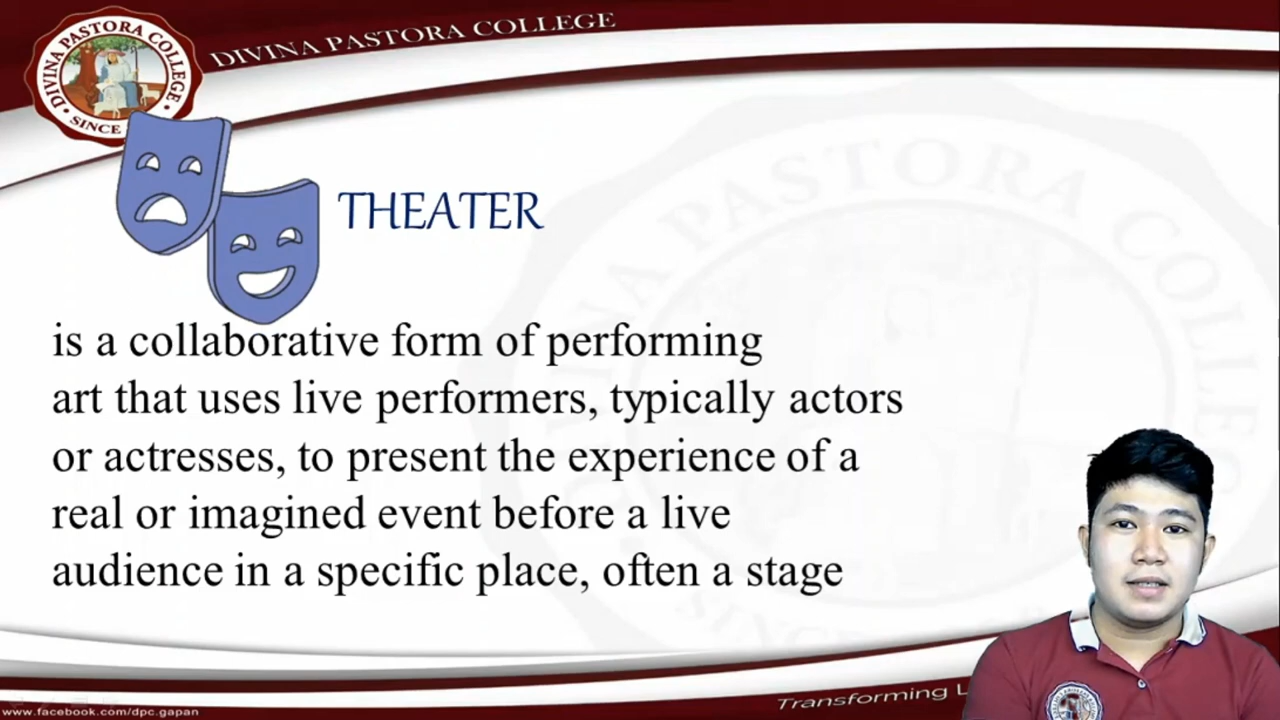 DIVINA PASTORA COLLEGE
DIVINA PASTORA COLLEGE
SINCE
THEATER
is a collaborative form of performing
art that uses live performers, typically actors
or actresses, to present the experience of a
real or imagined event before a live
audience in a specific place, often a stage
Transforming
www.facebook.com/dpc.gapan